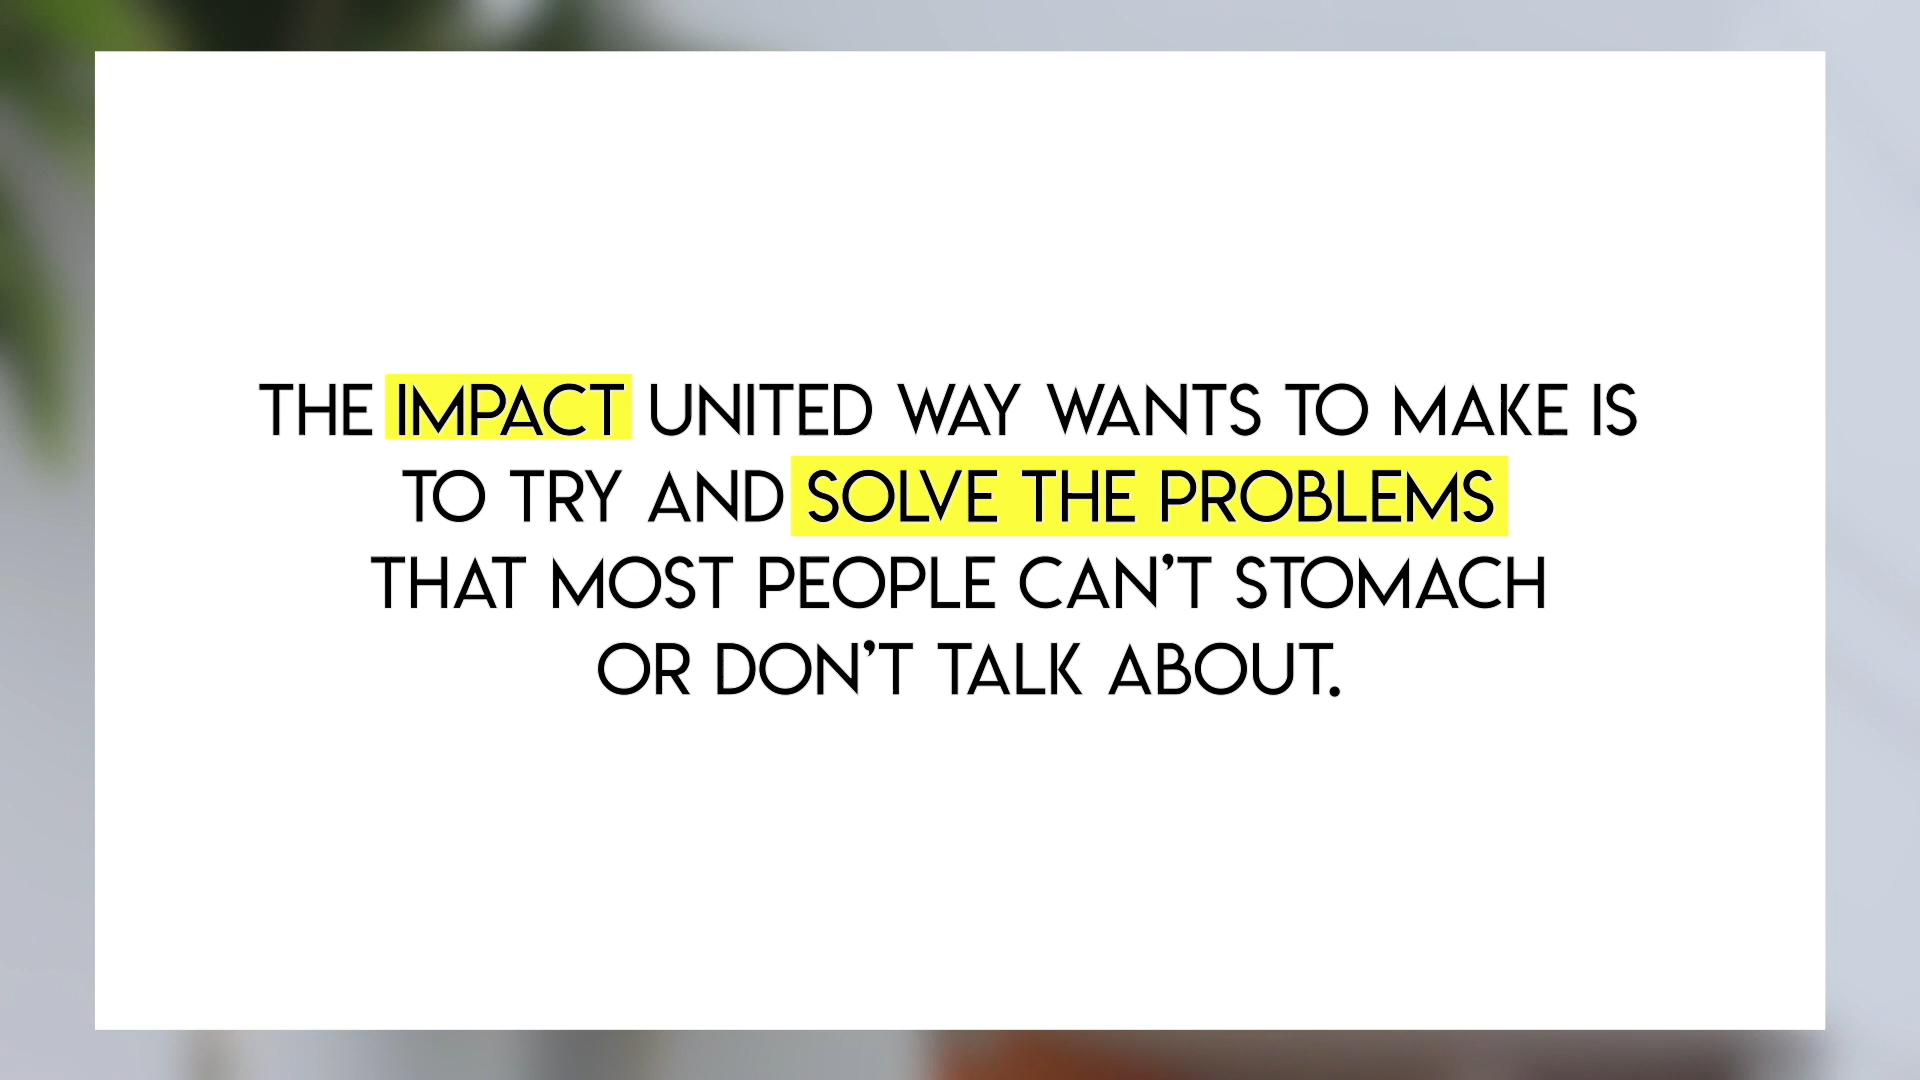 THE IMPACT UNITED WAY WANTS TO MAKE IS
TO TRY AND SOLVE THE PROBLEMS
THAT MOST PEOPLE CAN'T STOMACH
OR DON'T TALK ABOUT.